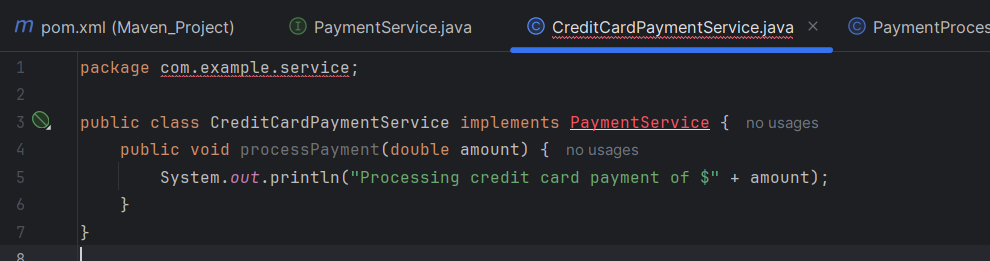 m pom.xml (Maven_Project) I PaymentService.java C CreditCardPaymentService.java × C PaymentProces
1 package com.example.service;
2
3 public class CreditCardPaymentService implements PaymentService { no usages
4 public void processPayment(double amount) { no usages
5 System.out.println("Processing credit card payment of $" + amount);
6 }
7 }
8